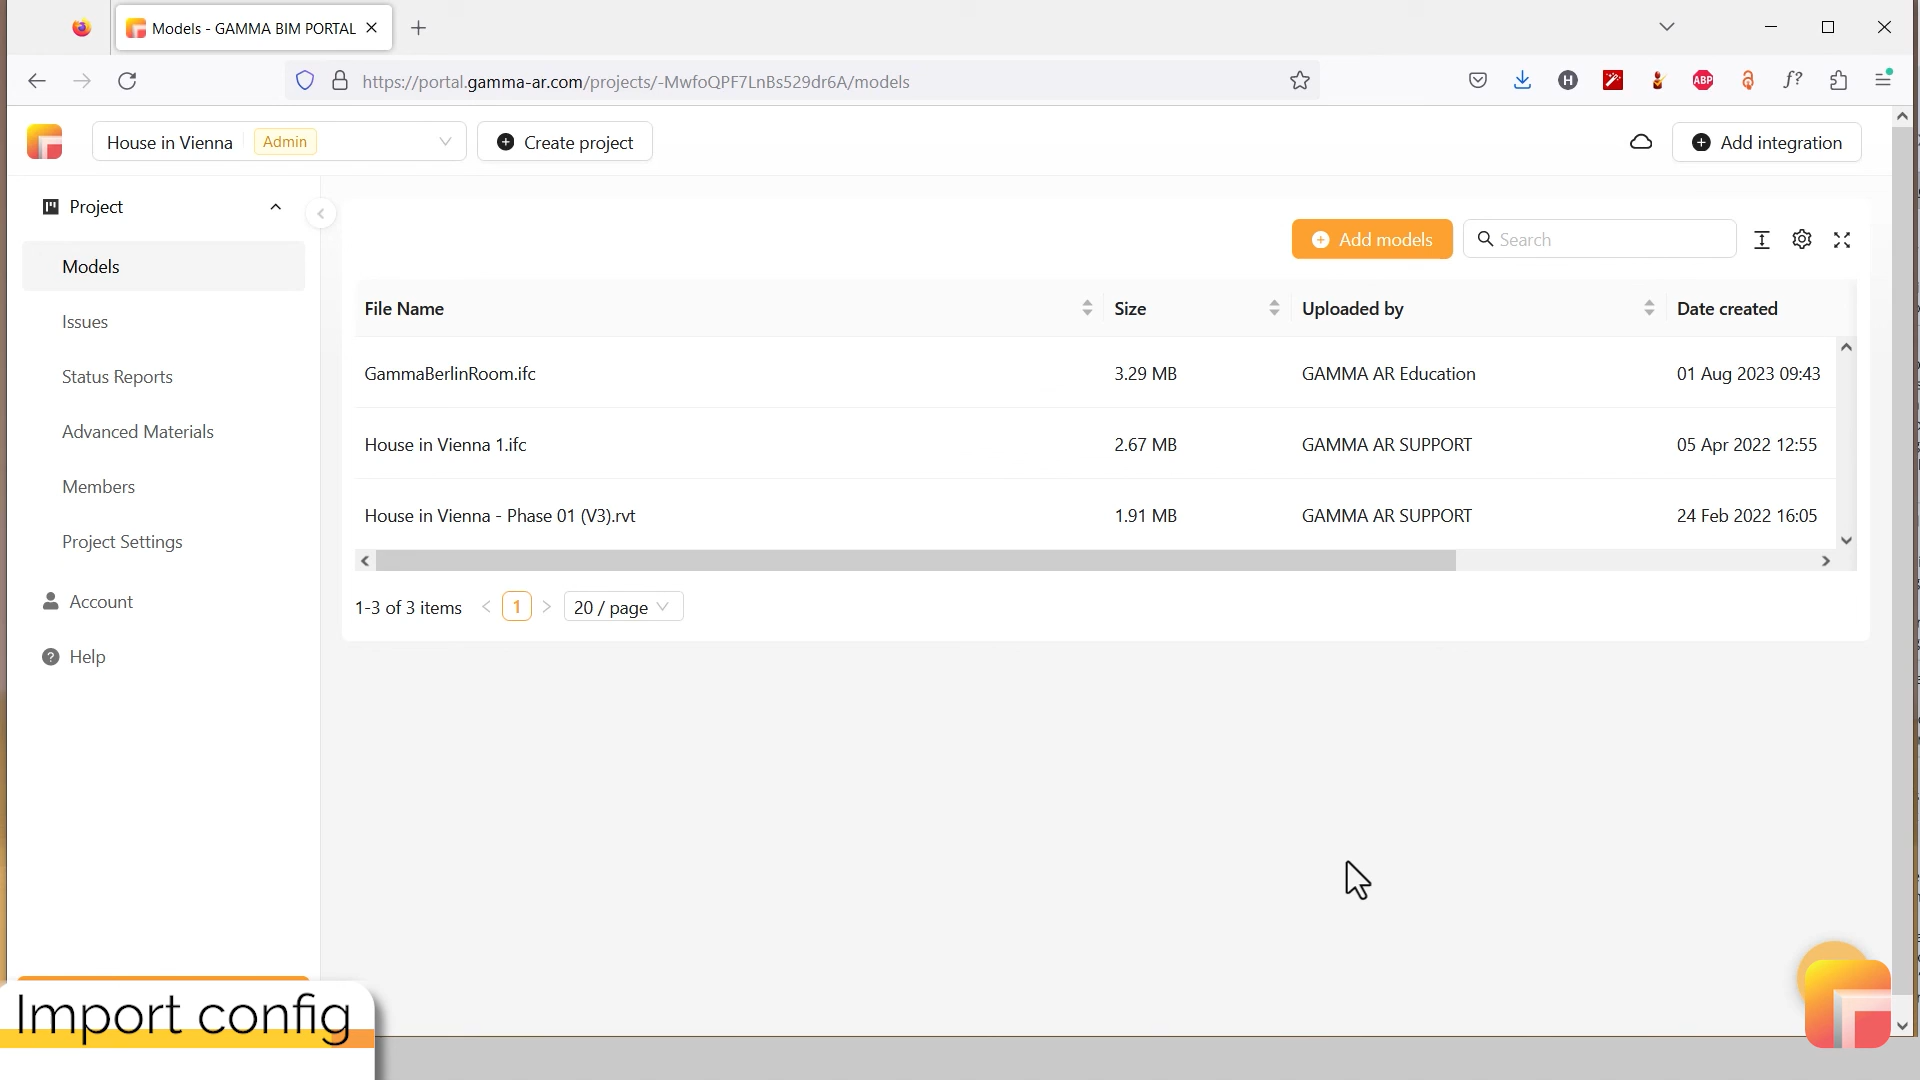 Models - GAMMA BIM PORTAL
https://portal.gamma-ar.com/projects/-MwfoQPF7LnBs529dr6A/models
H
ABP
f?
House in Vienna Admin
Create project
Add integration
Project
Models
Issues
Status Reports
Advanced Materials
Members
Project Settings
Account
Help
Add models
Search
File Name Size Uploaded by Date created
GammaBerlinRoom.ifc 3.29 MB GAMMA AR Education 01 Aug 2023 09:43
House in Vienna 1.ifc 2.67 MB GAMMA AR SUPPORT 05 Apr 2022 12:55
House in Vienna - Phase 01 (V3).rvt 1.91 MB GAMMA AR SUPPORT 24 Feb 2022 16:05
1-3 of 3 items 1 20 / page
Import config